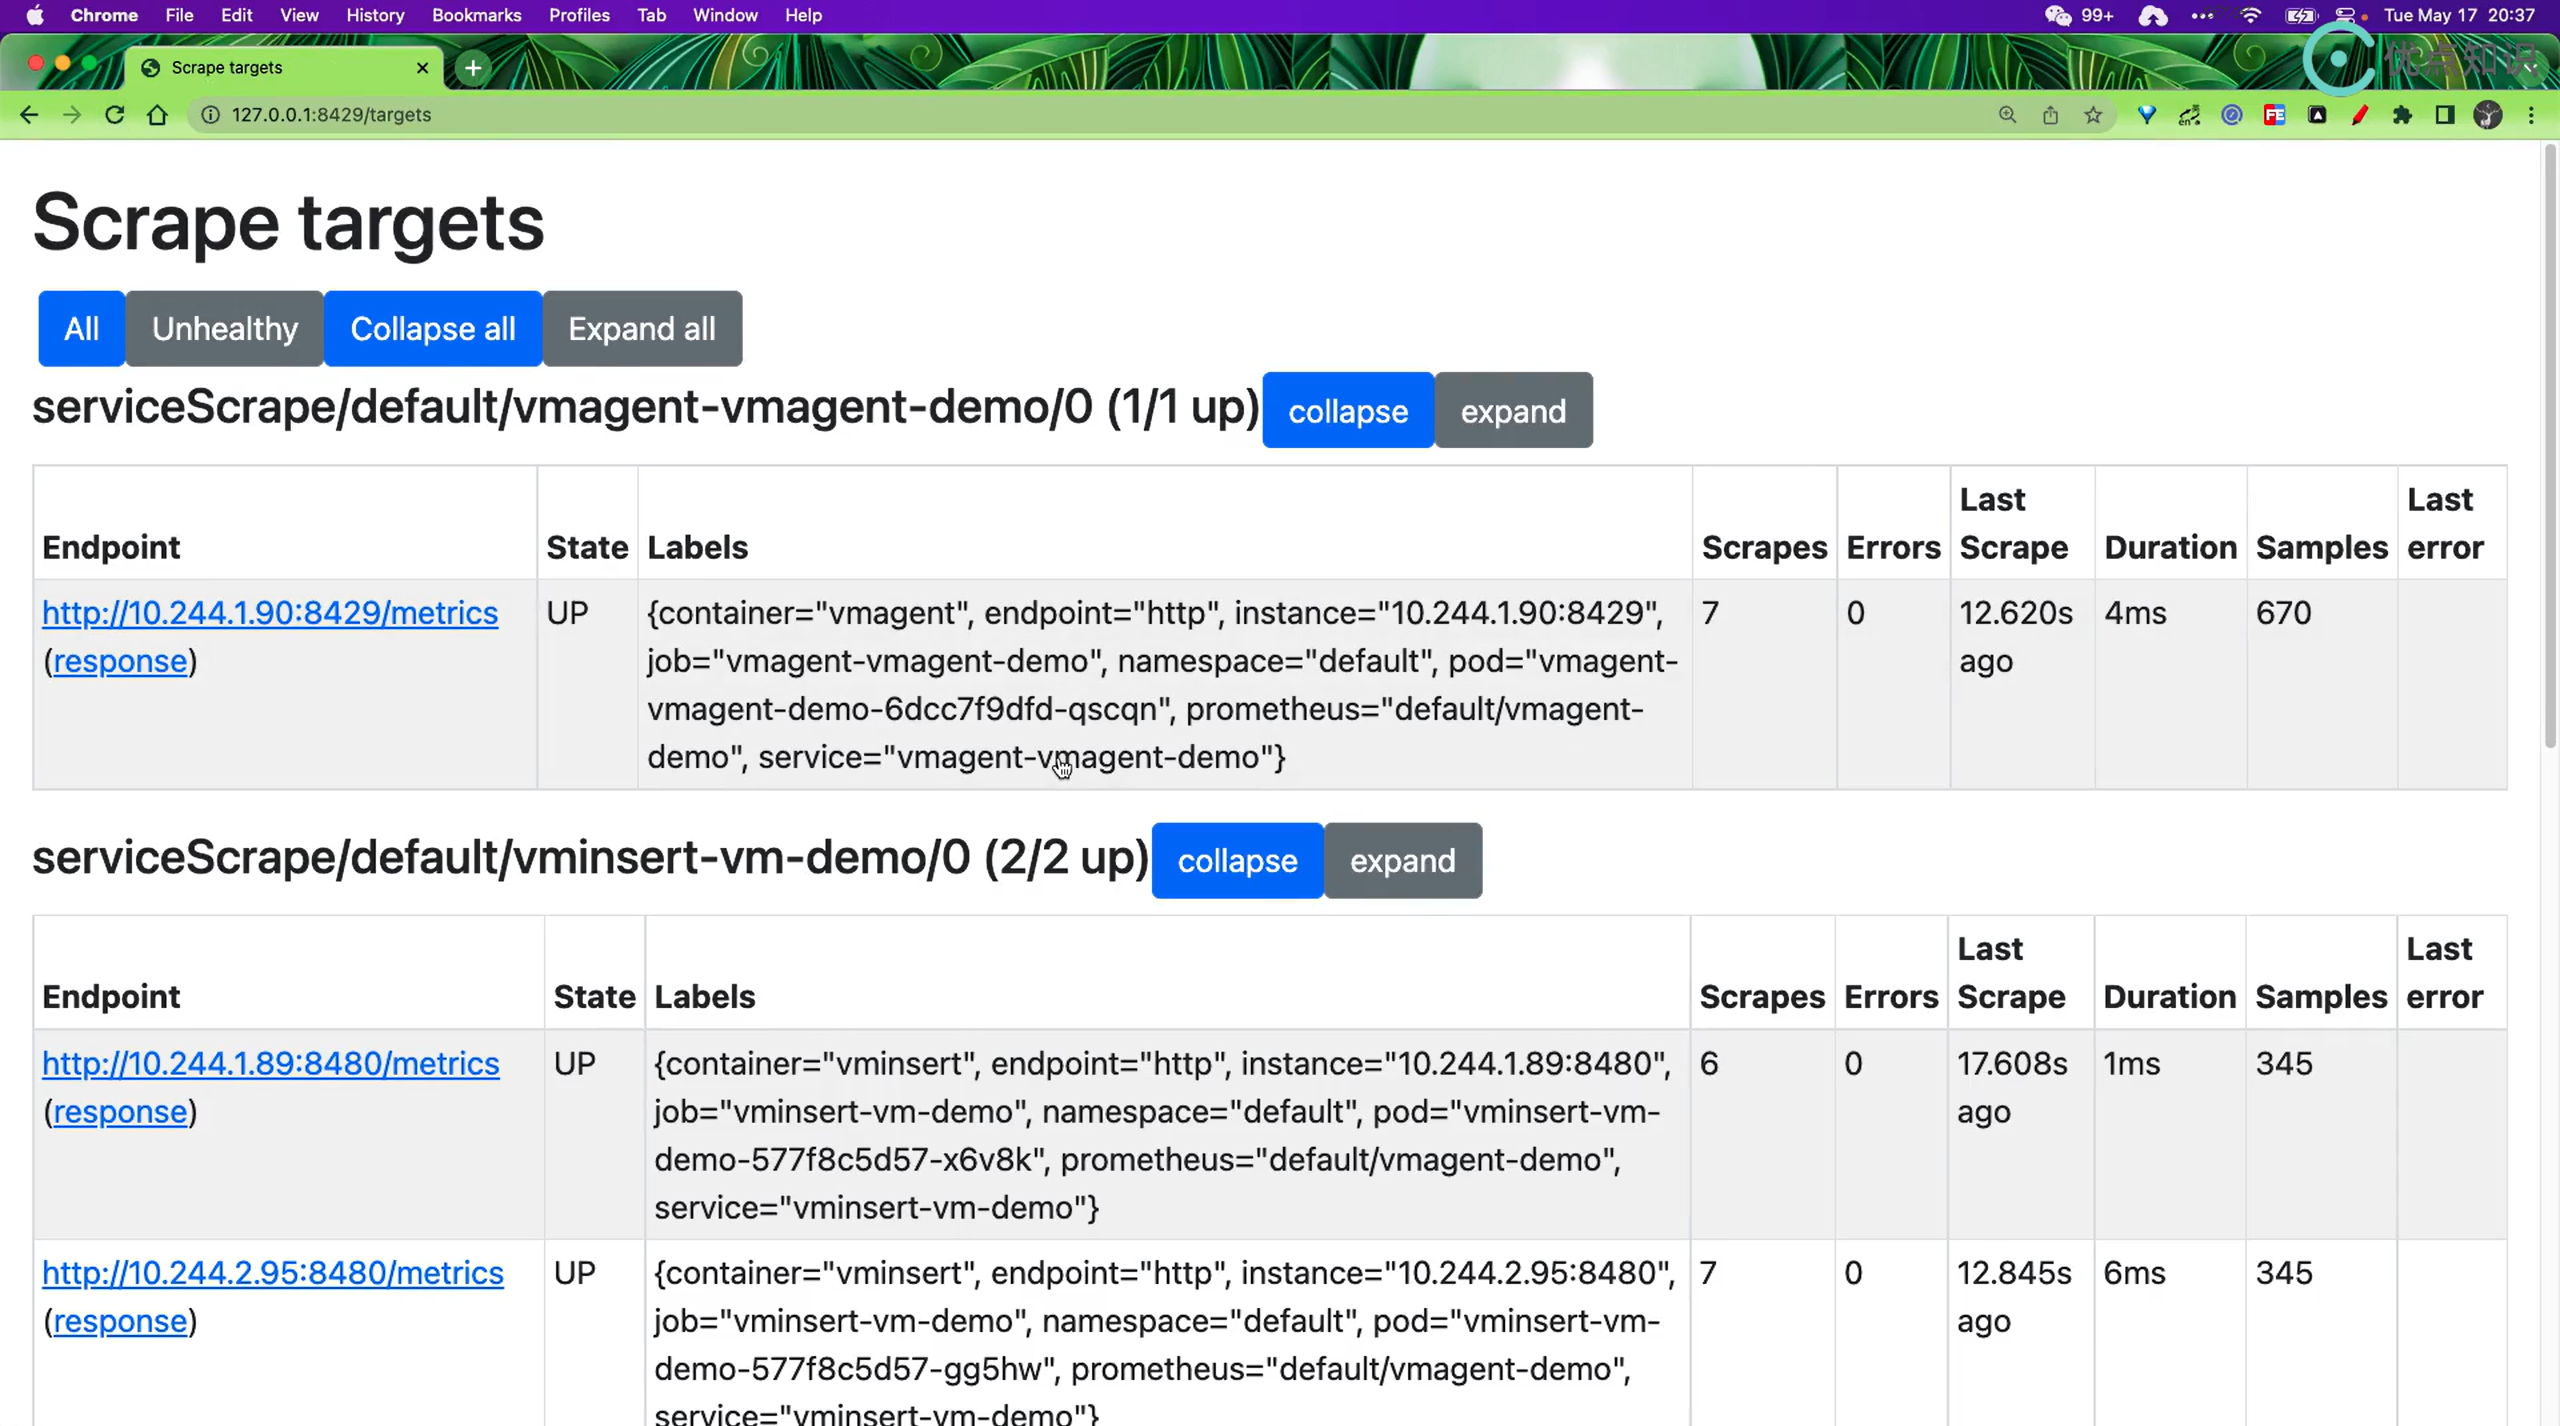 Chrome File Edit View History Bookmarks Profiles Tab Window Help 99+ Tue May 17 20:37
Scrape targets
优点知识
127.0.0.1:8429/targets
Scrape targets
All Unhealthy Collapse all Expand all
serviceScrape/default/vmagent-vmagent-demo/0 (1/1 up) collapse expand
Endpoint State Labels Scrapes Errors Last Scrape Duration Samples Last error
http://10.244.1.90:8429/metrics UP {container="vmagent", endpoint="http", instance="10.244.1.90:8429", 7 0 12.620s 4ms 670
(response) job="vmagent-vmagent-demo", namespace="default", pod="vmagent- ago
vmagent-demo-6dcc7f9dfd-qscqn", prometheus="default/vmagent-
demo", service="vmagent-vmagent-demo"}
serviceScrape/default/vminsert-vm-demo/0 (2/2 up) collapse expand
Endpoint State Labels Scrapes Errors Last Scrape Duration Samples Last error
http://10.244.1.89:8480/metrics UP {container="vminsert", endpoint="http", instance="10.244.1.89:8480", 6 0 17.608s 1ms 345
(response) job="vminsert-vm-demo", namespace="default", pod="vminsert-vm- ago
demo-577f8c5d57-x6v8k", prometheus="default/vmagent-demo",
service="vminsert-vm-demo"}
http://10.244.2.95:8480/metrics UP {container="vminsert", endpoint="http", instance="10.244.2.95:8480", 7 0 12.845s 6ms 345
(response) job="vminsert-vm-demo", namespace="default", pod="vminsert-vm- ago
demo-577f8c5d57-gg5hw", prometheus="default/vmagent-demo",
service="vminsert-vm-demo"}